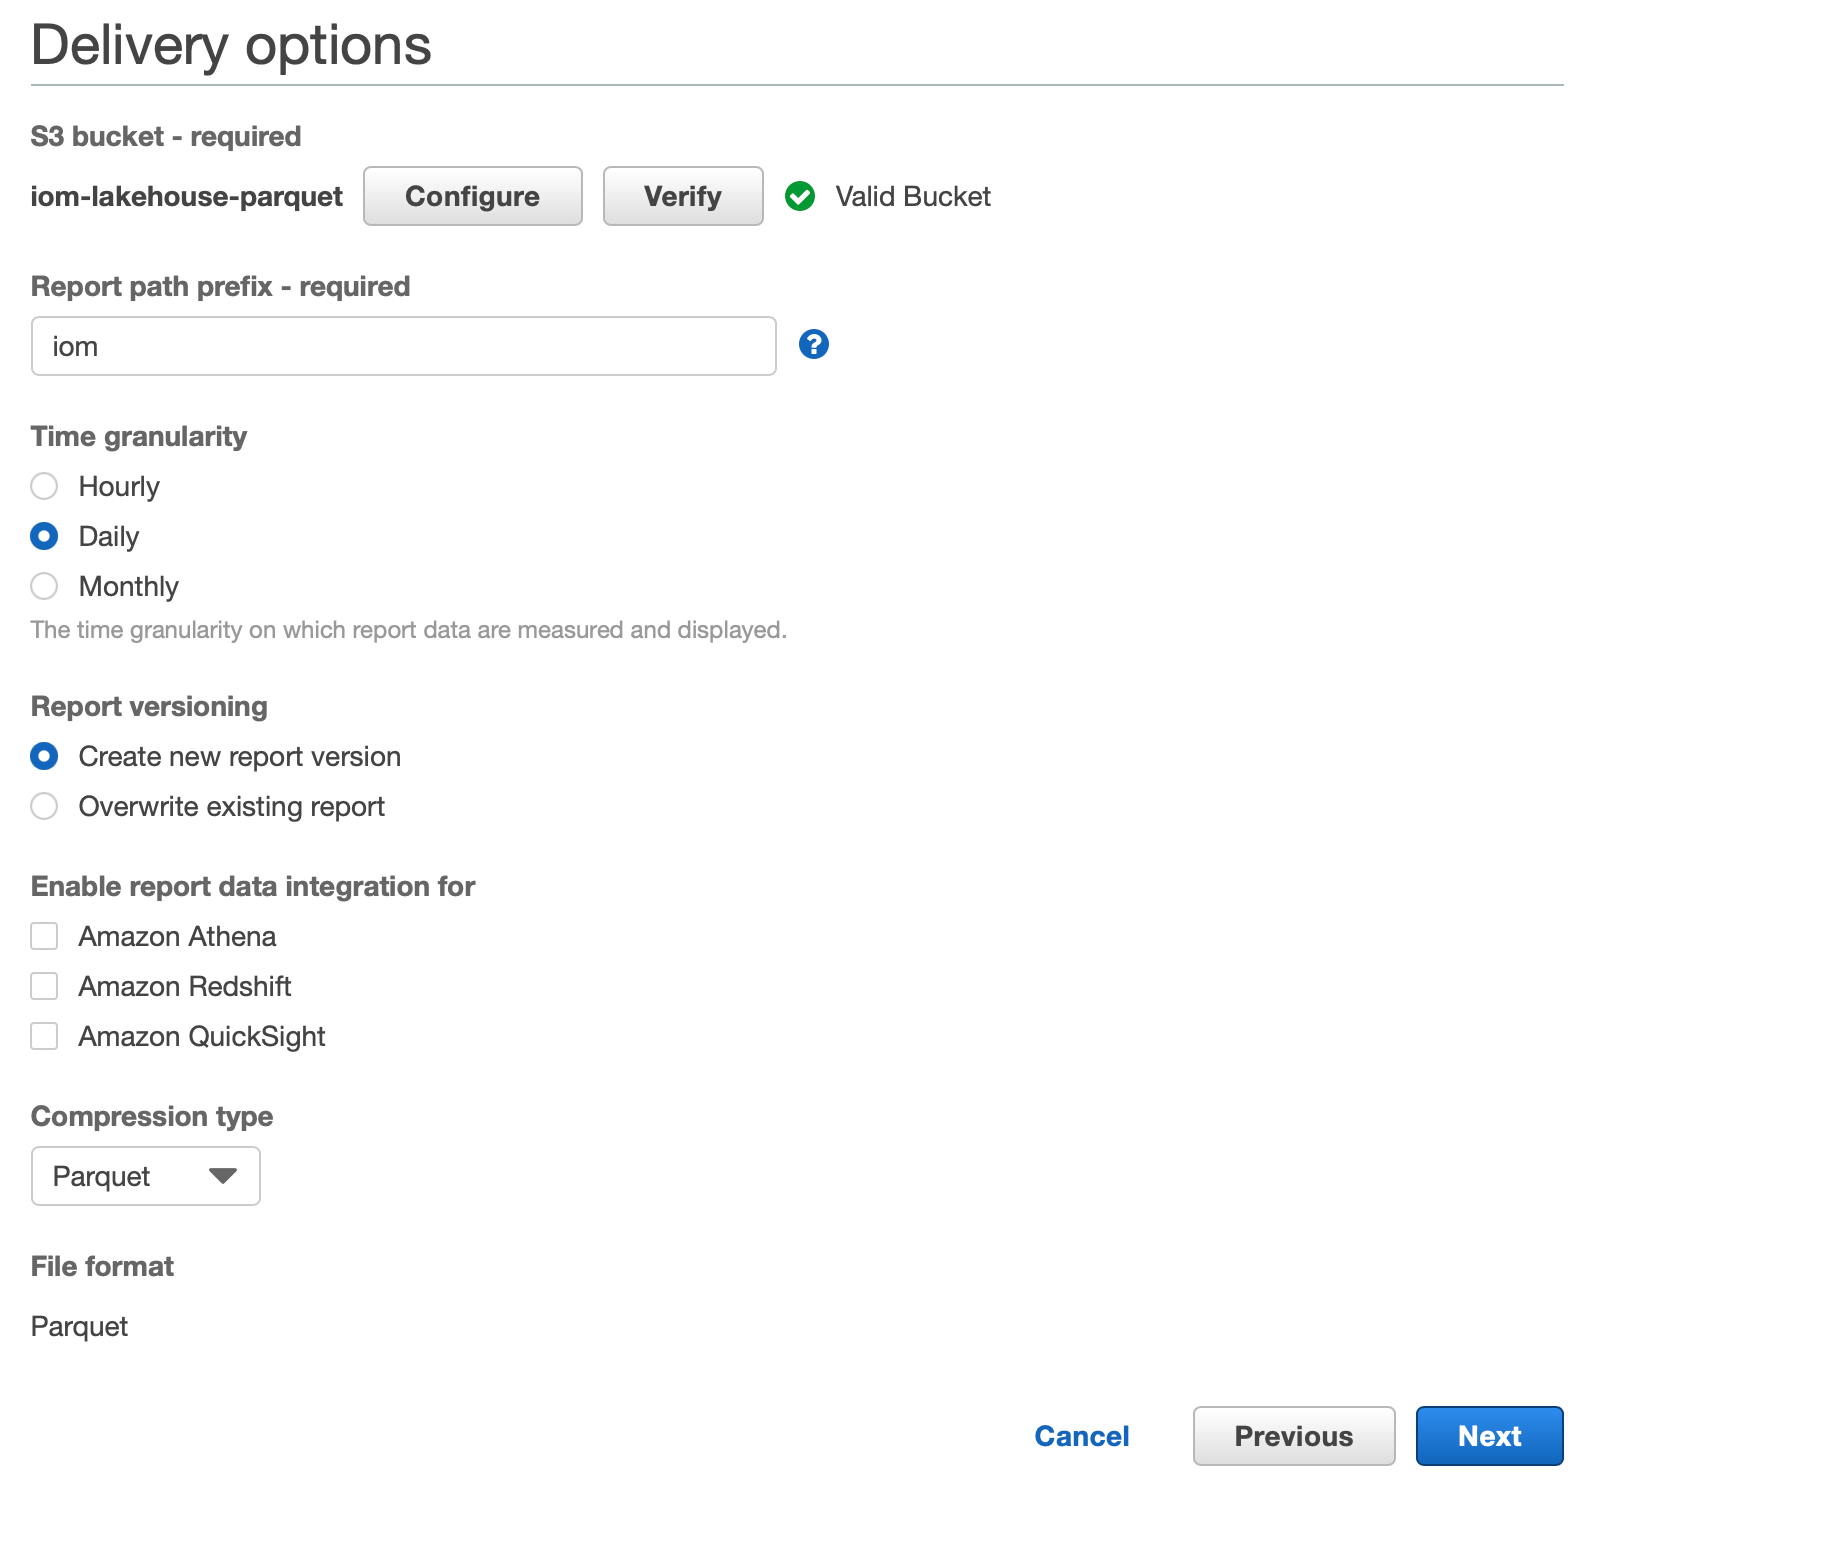 Delivery options
S3 bucket - required
iom-lakehouse-parquet Configure Verify Valid Bucket
Report path prefix - required
iom ?
Time granularity
Hourly
Daily
Monthly
The time granularity on which report data are measured and displayed.
Report versioning
Create new report version
Overwrite existing report
Enable report data integration for
Amazon Athena
Amazon Redshift
Amazon QuickSight
Compression type
Parquet
File format
Parquet
Cancel Previous Next